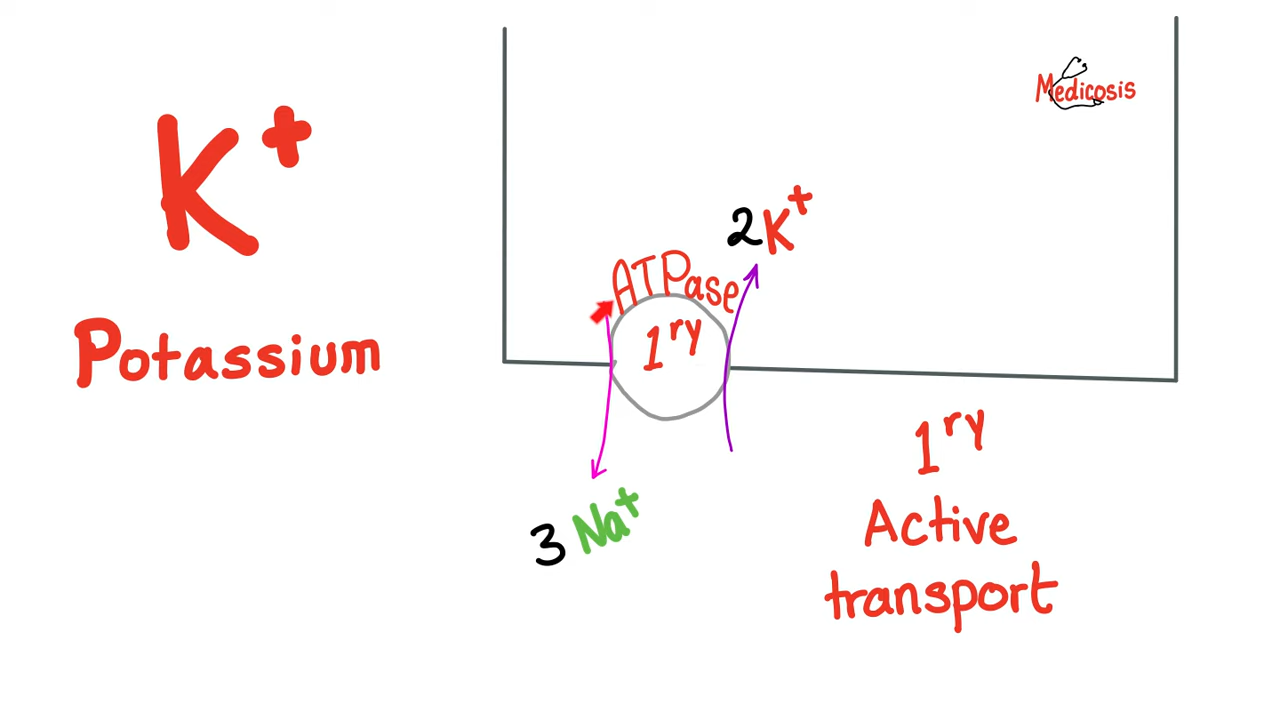 K+
Potassium
Medicosis
2K+
ATPase
1ry
3 Na+
1ry
Active
transport